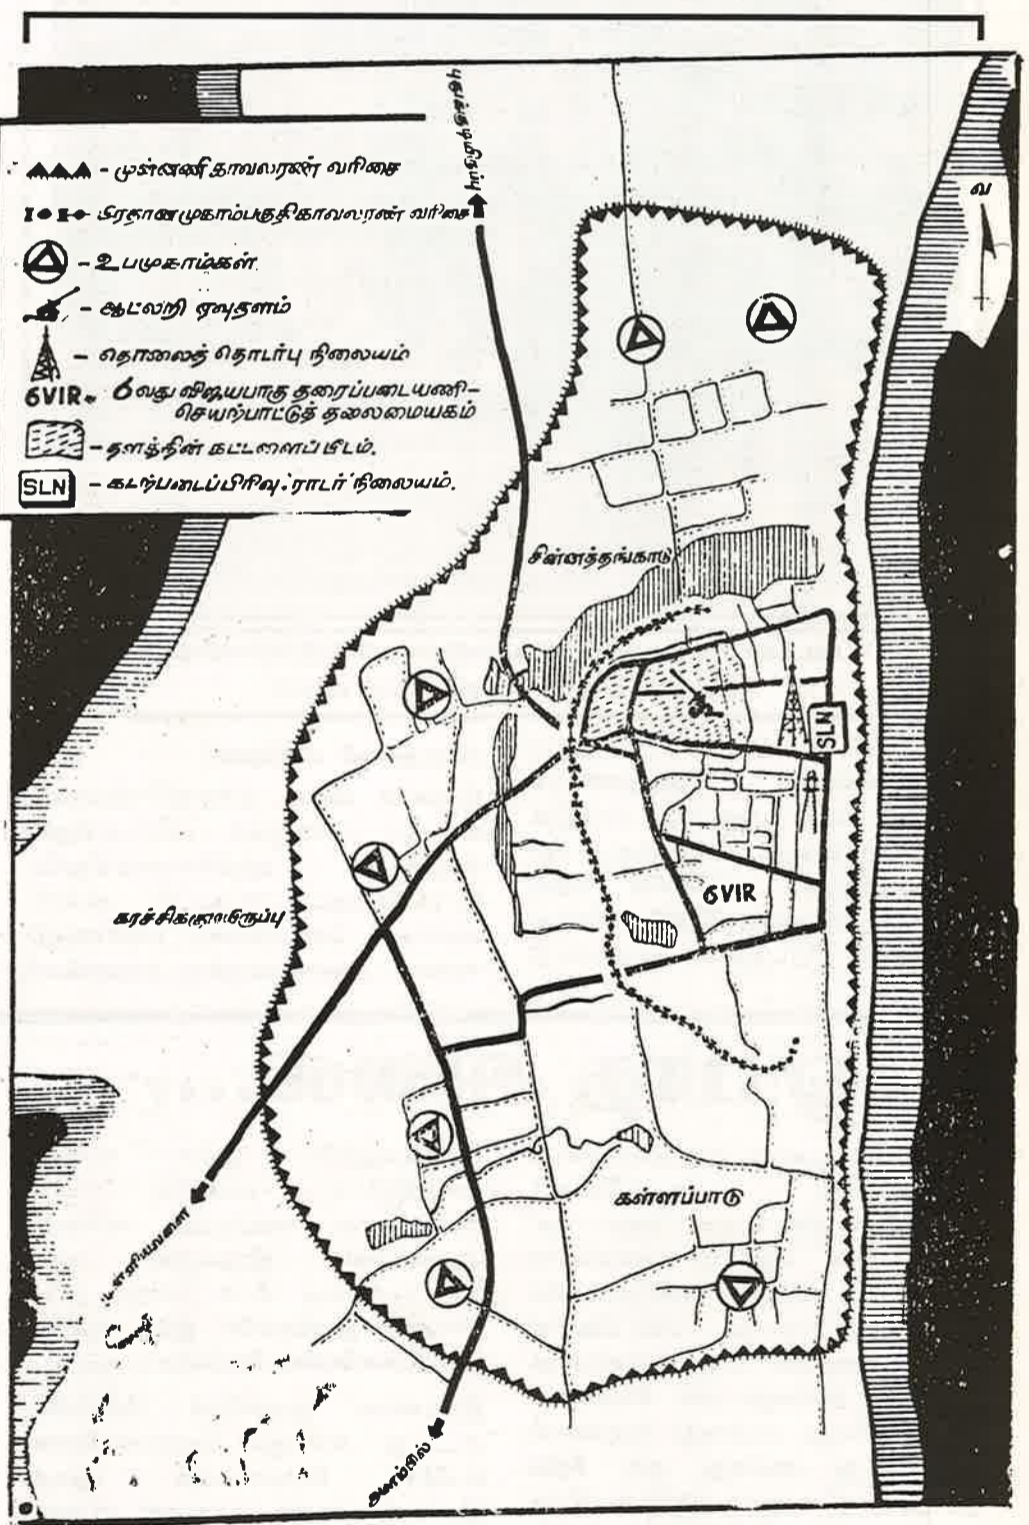 புதுக்குடியிருப்பு
- முன்னணி காவலரண் வரிசை
- பிரதான முகாம்பகுதி காவலரண் வரிசை
- உபமுகாம்கள்.
- ஆட்லறி ஏவுதளம்
- தொலைத் தொடர்பு நிலையம்
6VIR - 6வது விஜயபாகு தரைப்படையணி -
செயற்பாட்டுத் தலைமையகம்
- தளத்தின் கட்டளைப்பீடம்.
SLN - கடற்படைப்பிரிவு ராடர் நிலையம்.
வ
சின்னத்தங்காடு
SLN
6VIR
கள்ளப்பாடு